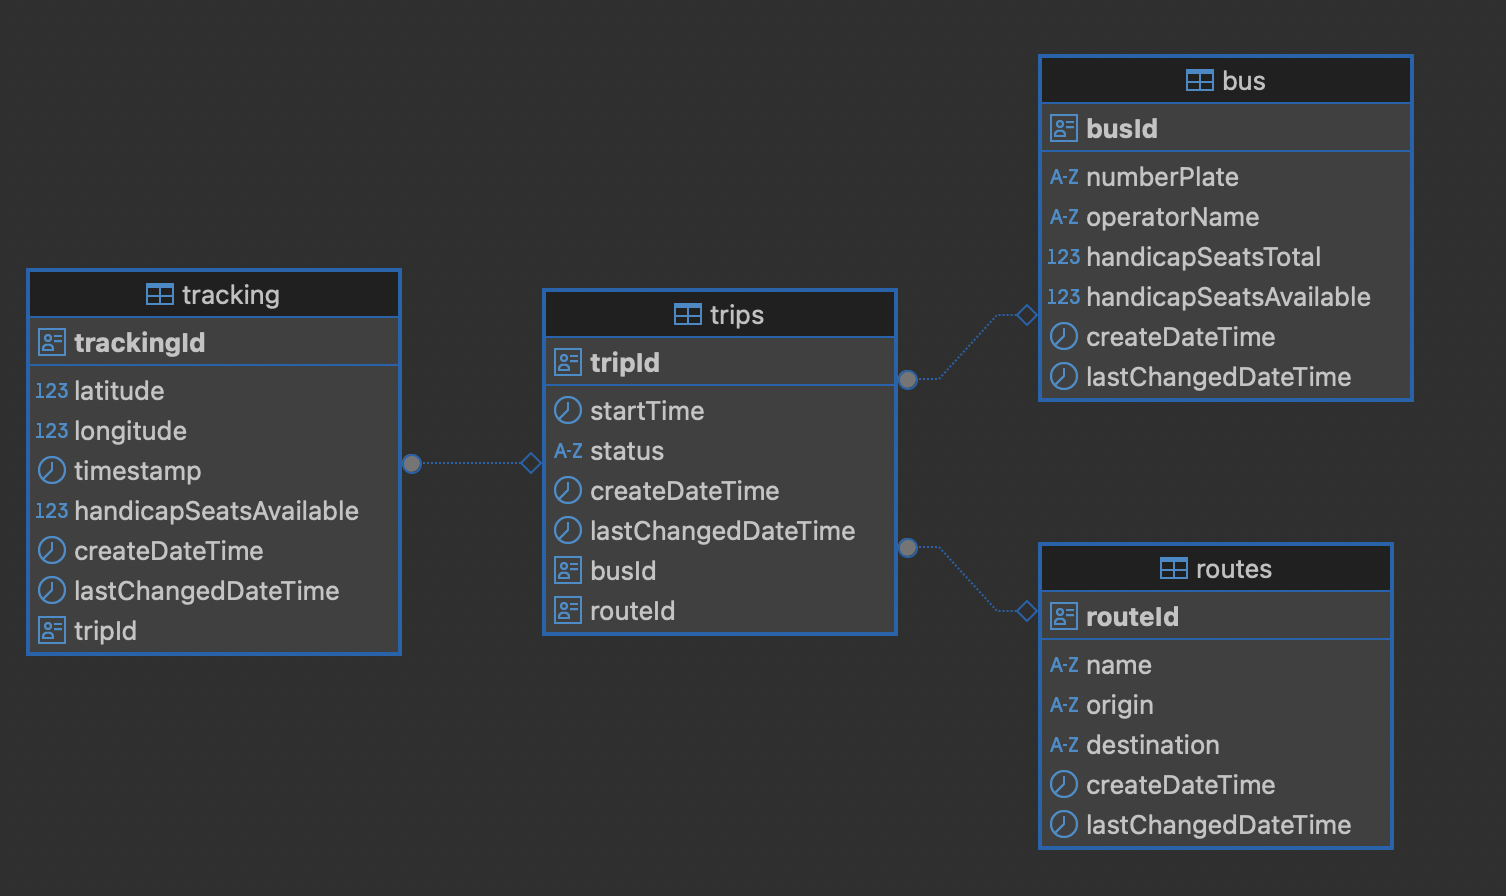 tracking
trackingId
123 latitude
123 longitude
timestamp
123 handicapSeatsAvailable
createDateTime
lastChangedDateTime
tripId
trips
tripId
startTime
A-Z status
createDateTime
lastChangedDateTime
busId
routeId
bus
busId
A-Z numberPlate
A-Z operatorName
123 handicapSeatsTotal
123 handicapSeatsAvailable
createDateTime
lastChangedDateTime
routes
routeId
A-Z name
A-Z origin
A-Z destination
createDateTime
lastChangedDateTime